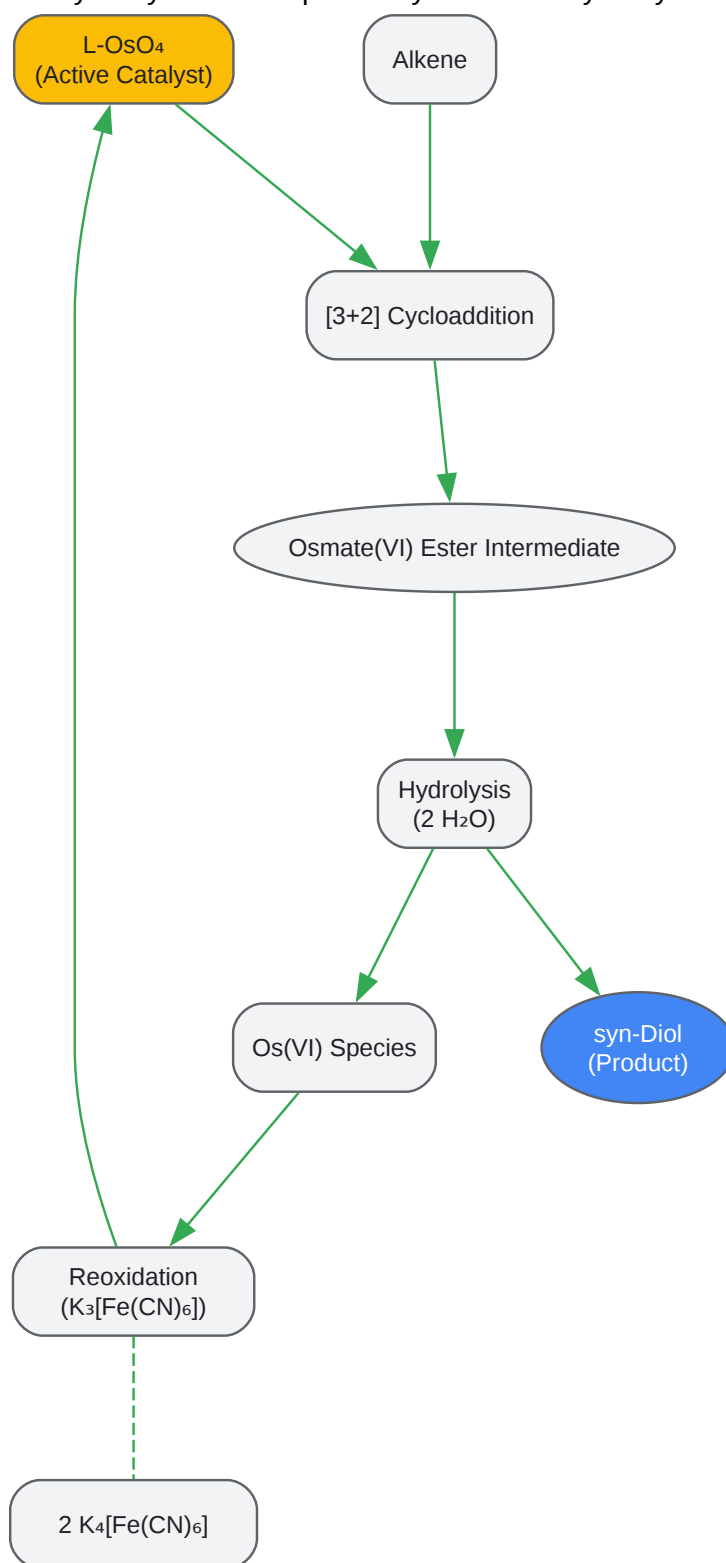 L-OsO₄
(Active Catalyst)
Alkene
[3+2] Cycloaddition
Osmate(VI) Ester Intermediate
Hydrolysis
(2 H₂O)
Os(VI) Species
syn-Diol
(Product)
Reoxidation
(K₃[Fe(CN)₆])
2 K₄[Fe(CN)₆]